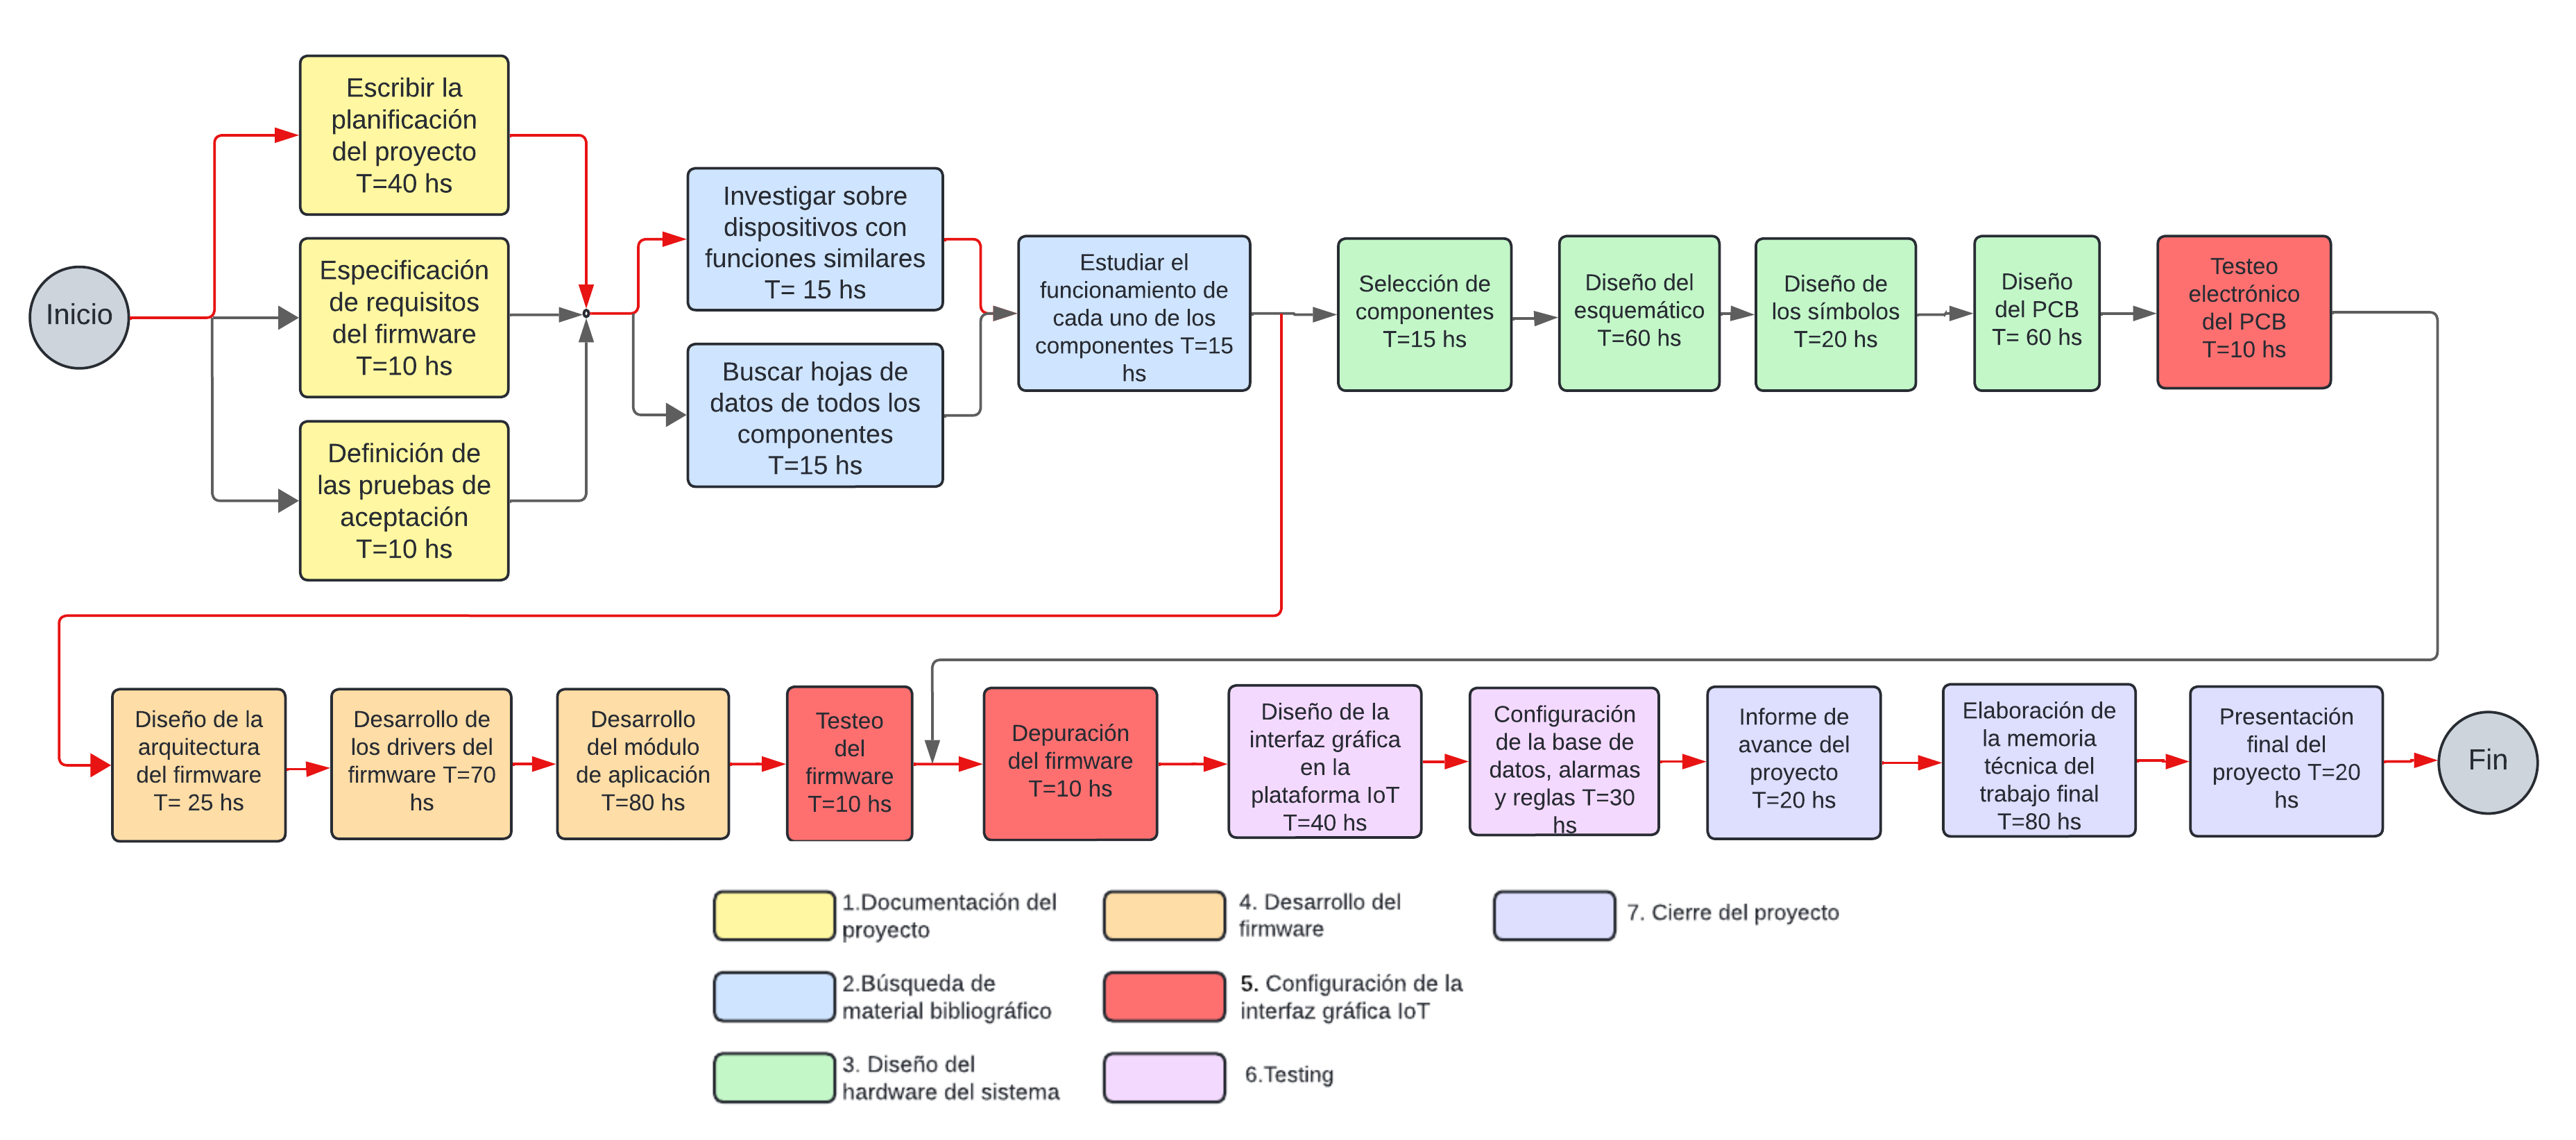 Inicio
Escribir la
planificación
del proyecto
T=40 hs
Especificación
de requisitos
del firmware
T=10 hs
Definición de
las pruebas de
aceptación
T=10 hs
Investigar sobre
dispositivos con
funciones similares
T= 15 hs
Buscar hojas de
datos de todos los
componentes
T=15 hs
Estudiar el
funcionamiento de
cada uno de los
componentes T=15
hs
Selección de
componentes
T=15 hs
Diseño del
esquemático
T=60 hs
Diseño de
los símbolos
T=20 hs
Diseño
del PCB
T= 60 hs
Testeo
electrónico
del PCB
T=10 hs
Diseño de la
arquitectura
del firmware
T= 25 hs
Desarrollo de
los drivers del
firmware T=70
hs
Desarrollo
del módulo
de aplicación
T=80 hs
Testeo
del
firmware
T=10 hs
Depuración
del firmware
T=10 hs
Diseño de la
interfaz gráfica
en la
plataforma IoT
T=40 hs
Configuración
de la base de
datos, alarmas
y reglas T=30
hs
Informe de
avance del
proyecto
T=20 hs
Elaboración de
la memoria
técnica del
trabajo final
T=80 hs
Presentación
final del
proyecto T=20
hs
Fin
1.Documentación del
proyecto
2.Búsqueda de
material bibliográfico
3. Diseño del
hardware del sistema
4. Desarrollo del
firmware
5. Configuración de la
interfaz gráfica IoT
6.Testing
7. Cierre del proyecto